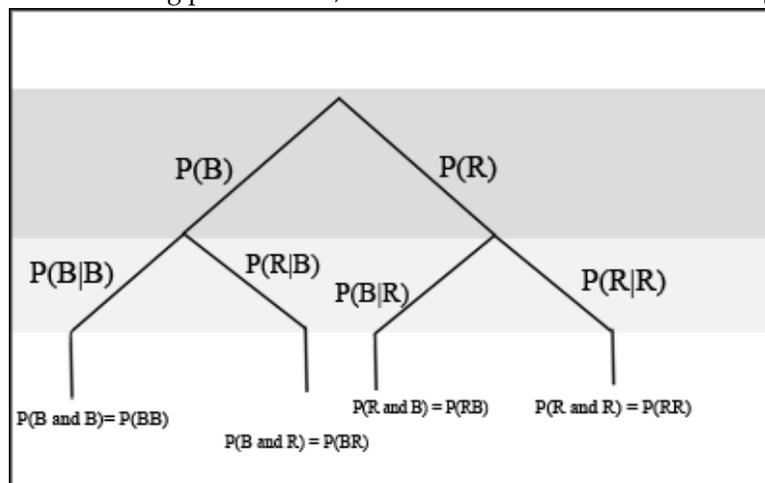 P(B)
P(R)
P(B|B)
P(R|B)
P(B|R)
P(R|R)
P(B and B)= P(BB)
P(B and R) = P(BR)
P(R and B) = P(RB)
P(R and R) = P(RR)